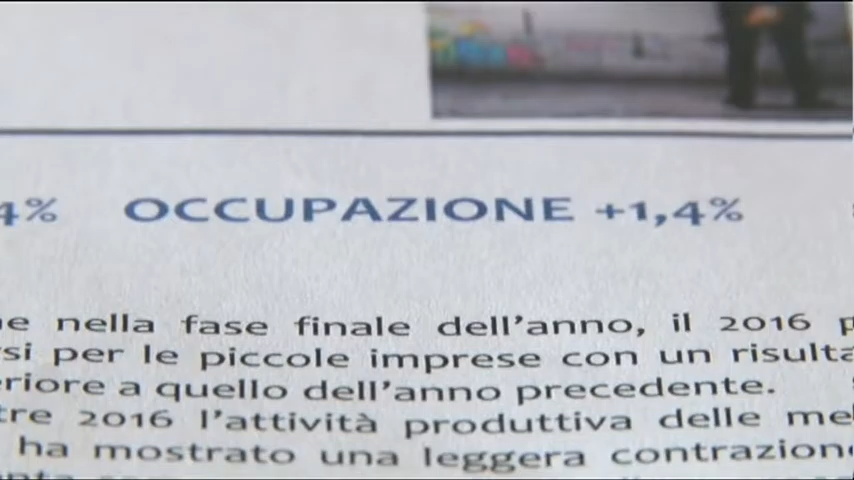 4% OCCUPAZIONE +1,4%
nella fase finale dell'anno, il 2016
per le piccole imprese con un
a quello dell'anno precedente.
2016 l'attività produttiva delle
ha mostrato una leggera